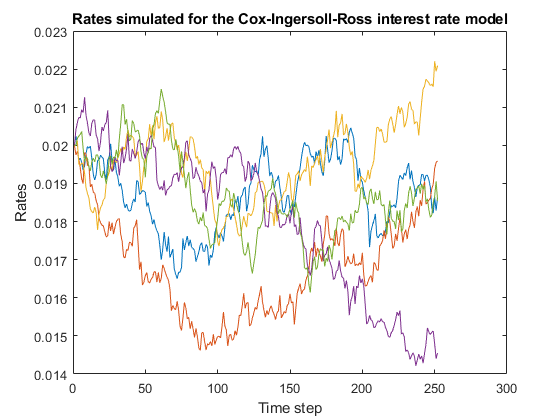 Rates simulated for the Cox-Ingersoll-Ross interest rate model
0.023
0.022
0.021
0.02
0.019
0.018
0.017
0.016
0.015
0.014
Rates
0 50 100 150 200 250 300
Time step